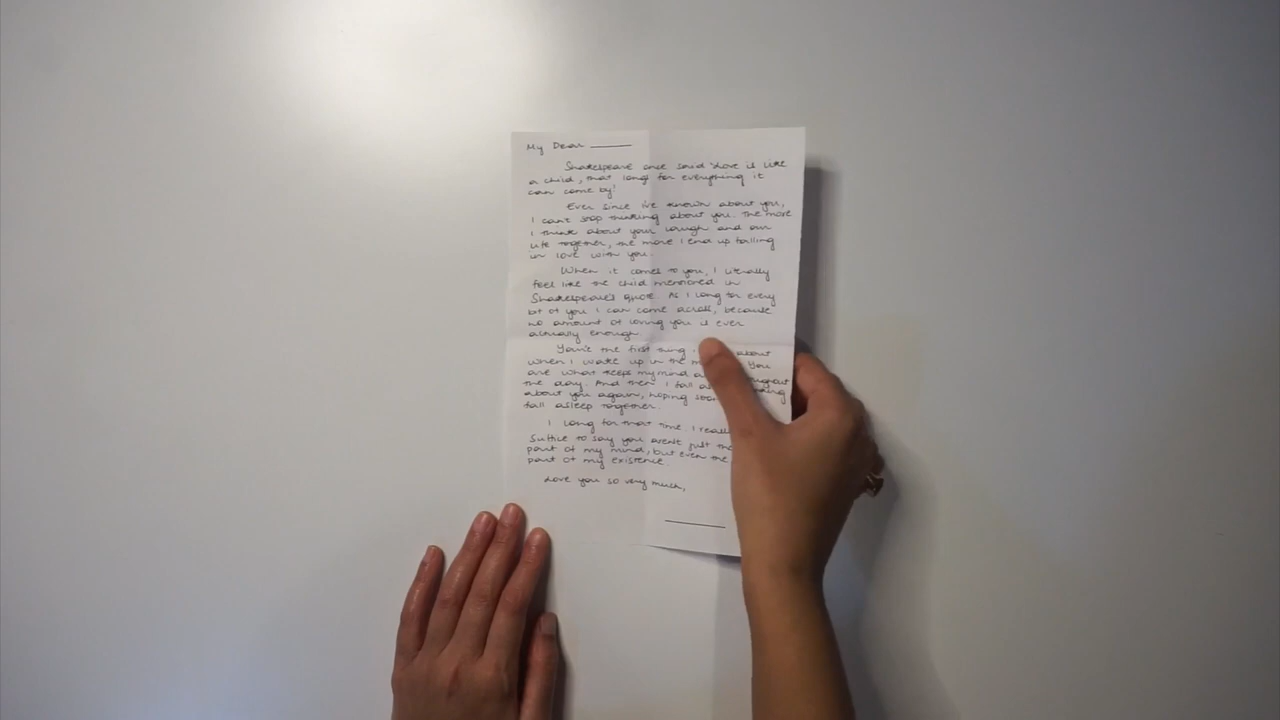 My Dear ______
Shakespeare once said "Love is like
a child, that longs for everything it
can come by."
Ever since I've known about you,
I can't stop thinking about you. The more
I think about your laugh and our
life together, the more I end up falling
in love with you.
When it comes to you, I literally
feel like the child mentioned in
Shakespeare's quote. As I long for every
bit of you I can come across, because
no amount of loving you is ever
actually enough.
You're the first thing about
when I wake up in the You
are what keeps my mind
the day. And then I fall
about you again, hoping
fall asleep together.
I long for that time. I
Suffice to say you aren't just the
part of my mind, but even the
part of my existence.
Love you so very much,
______